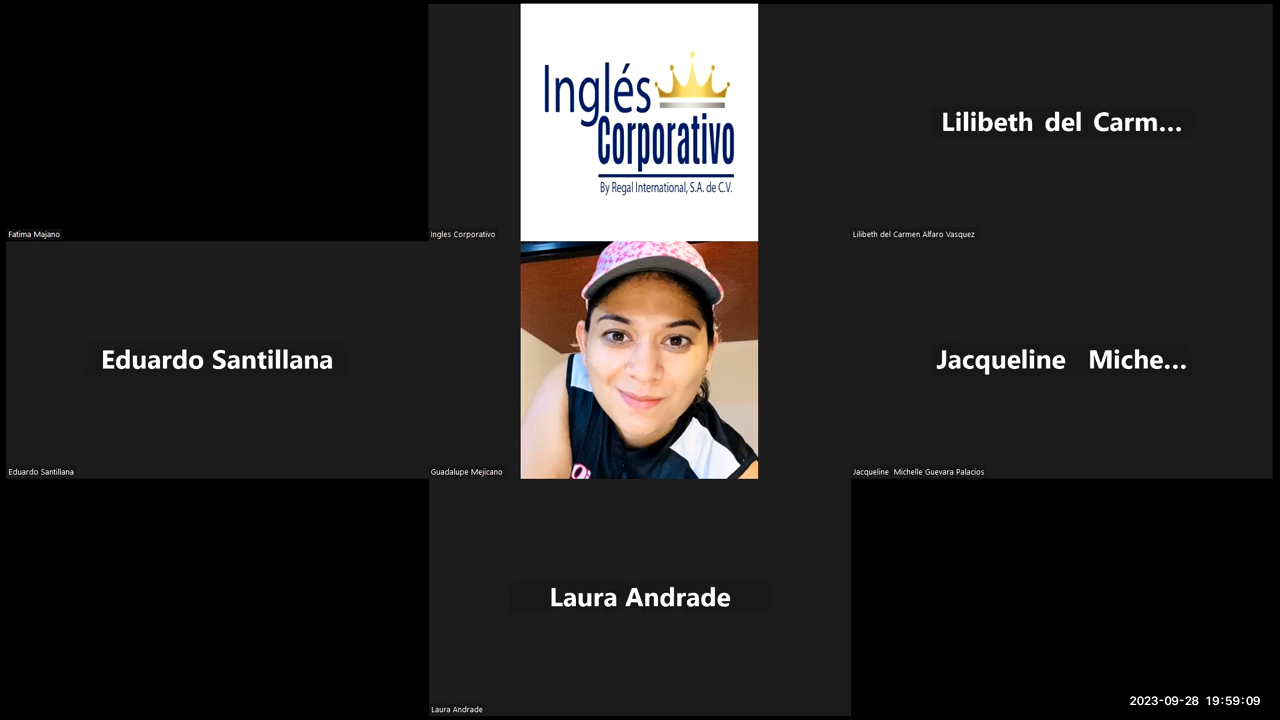 Inglés
Corporativo
By Regal International, S.A. de C.V.
Lilibeth del Carm...
Fatima Majano
Ingles Corporativo
Lilibeth del Carmen Alfaro Vasquez
Eduardo Santillana
Jacqueline Miche...
Eduardo Santillana
Guadalupe Mejicano
Jacqueline Michelle Guevara Palacios
Laura Andrade
Laura Andrade
2023-09-28 19:59:09